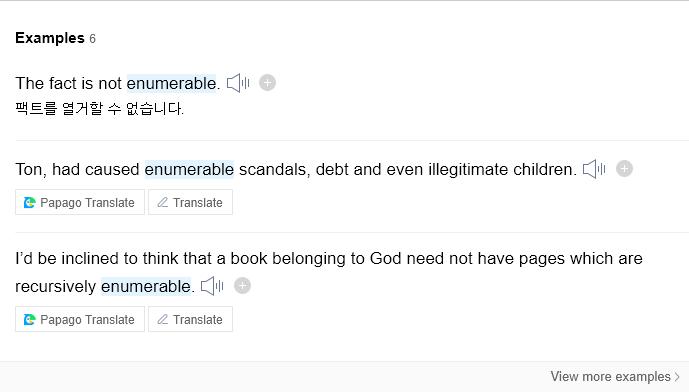 Examples 6
The fact is not enumerable.
팩트를 열거할 수 없습니다.
Ton, had caused enumerable scandals, debt and even illegitimate children.
Papago Translate Translate
I’d be inclined to think that a book belonging to God need not have pages which are
recursively enumerable.
Papago Translate Translate
View more examples